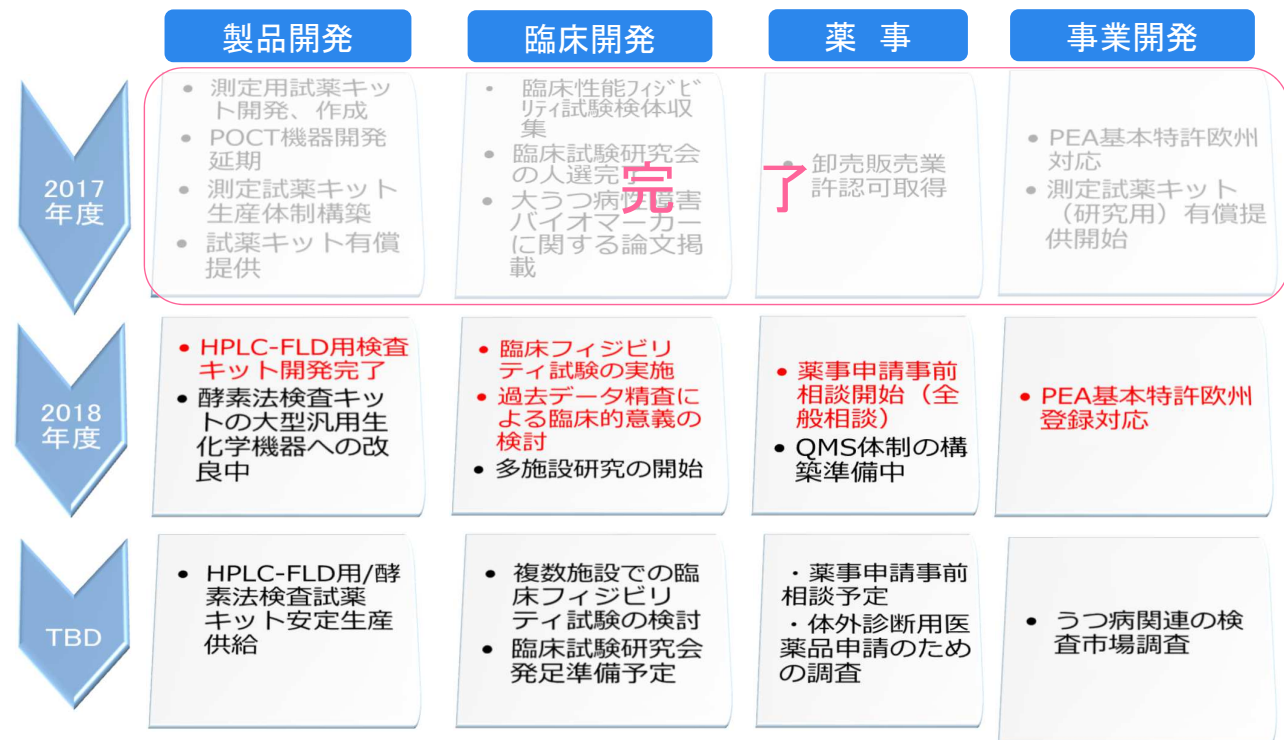 製品開発
臨床開発
薬 事
事業開発
2017
年度
• 測定用試薬キッ
ト開発、作成
• POCT機器開発
延期
• 測定試薬キット
生産体制構築
• 試薬キット有償
提供
• 臨床性能フィジビ
リティ試験検体収
集
• 臨床試験研究会
の人選完了
• 大うつ病性障害
バイオマーカー
に関する論文掲
載
• 卸売販売業
許認可取得
• PEA基本特許欧州
対応
• 測定試薬キット
(研究用)有償提
供開始
完 了
2018
年度
• HPLC-FLD用検査
キット開発完了
• 酵素法検査キッ
トの大型汎用生
化学機器への改
良中
• 臨床フィジビリ
ティ試験の実施
• 過去データ精査に
よる臨床的意義の
検討
• 多施設研究の開始
• 薬事申請事前
相談開始(全
般相談)
• QMS体制の構
築準備中
• PEA基本特許欧州
登録対応
TBD
• HPLC-FLD用/酵
素法検査試薬
キット安定生産
供給
• 複数施設での臨
床フィジビリ
ティ試験の検討
• 臨床試験研究会
発足準備予定
・薬事申請事前
相談予定
・体外診断用医
薬品申請のため
の調査
• うつ病関連の検
査市場調査